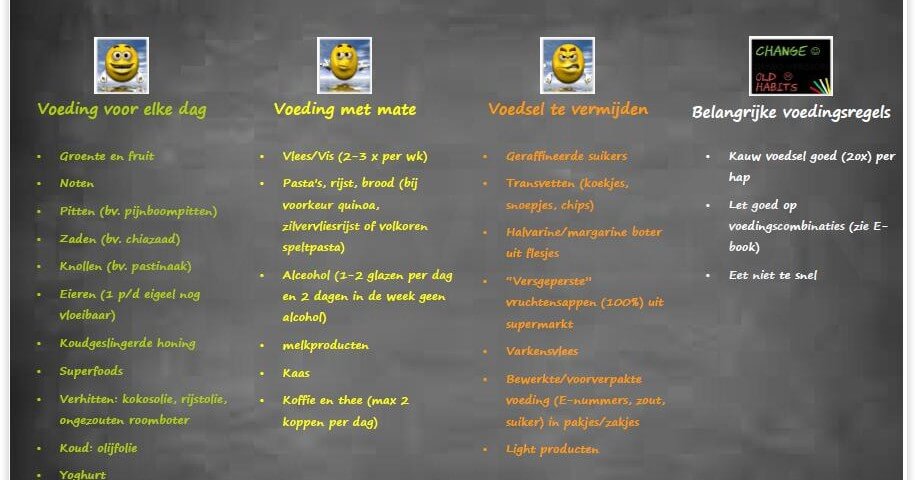 Voeding voor elke dag
• Groente en fruit
• Noten
• Pitten (bv. pijnboompitten)
• Zaden (bv. chiazaad)
• Knollen (bv. pastinaak)
• Eieren (1 p/d eigeel nog
vloeibaar)
• Koudgeslingerde honing
• Superfoods
• Verhitten: kokosolie, rijstolie,
ongezouten roomboter
• Koud: olijfolie
• Yoghurt
Voeding met mate
• Vlees/Vis (2-3 x per wk)
• Pasta's, rijst, brood (bij
voorkeur quinoa,
zilvervliesrijst of volkoren
speltpasta)
• Alceohol (1-2 glazen per dag
en 2 dagen in de week geen
alcohol)
• melkproducten
• Kaas
• Koffie en thee (max 2
koppen per dag)
Voedsel te vermijden
• Geraffineerde suikers
• Transvetten (koekjes,
snoepjes, chips)
• Halvarine/margarine boter
uit flesjes
• "Versgeperste"
vruchtensappen (100%) uit
supermarkt
• Varkensvlees
• Bewerkte/voorverpakte
voeding (E-nummers, zout,
suiker) in pakjes/zakjes
• Light producten
CHANGE ☺
OLD ☹
HABITS
Belangrijke voedingsregels
• Kauw voedsel goed (20x) per
hap
• Let goed op
voedingscombinaties (zie E-
book)
• Eet niet te snel